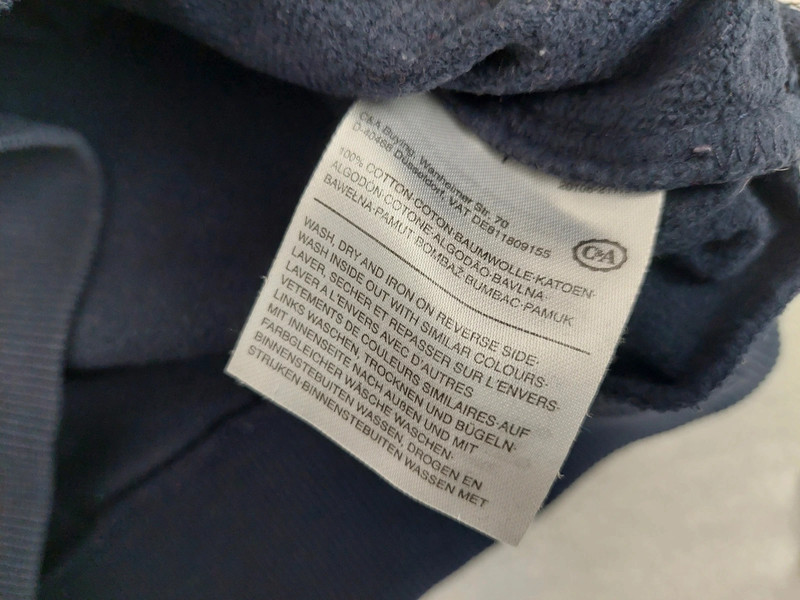 C&A Buying, Wanheimer Str. 70
D-40468 Düsseldorf, VAT DE811809155
C&A
100% COTTON·COTON·BAUMWOLLE·KATOEN·
ALGODÓN·COTONE·ALGODÃO·BAVLNA·
BAWEŁNA·PAMUT·BOMBAŽ·BUMBAC·PAMUK
WASH, DRY AND IRON ON REVERSE SIDE·
WASH INSIDE OUT WITH SIMILAR COLOURS·
LAVER, SECHER ET REPASSER SUR L'ENVERS·
LAVER A L'ENVERS AVEC D'AUTRES
VETEMENTS DE COULEURS SIMILAIRES·AUF
LINKS WASCHEN, TROCKNEN UND BÜGELN·
MIT INNENSEITE NACH AUßEN UND MIT
FARBGLEICHER WÄSCHE WASCHEN·
BINNENSTEBUITEN WASSEN, DROGEN EN
STRIJKEN·BINNENSTEBUITEN WASSEN MET